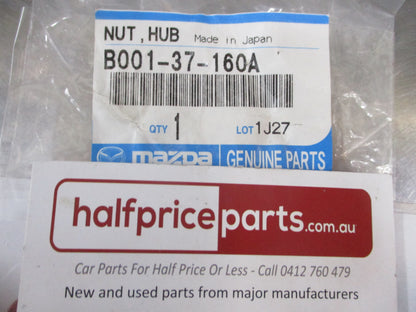 NUT, HUB Made in Japan
B001-37-160A
QTY 1 LOT 1J27
mazda GENUINE PARTS
halfpriceparts.com.au
Car Parts For Half Price Or Less - Call 0412 760 479
New and used parts from major manufacturers